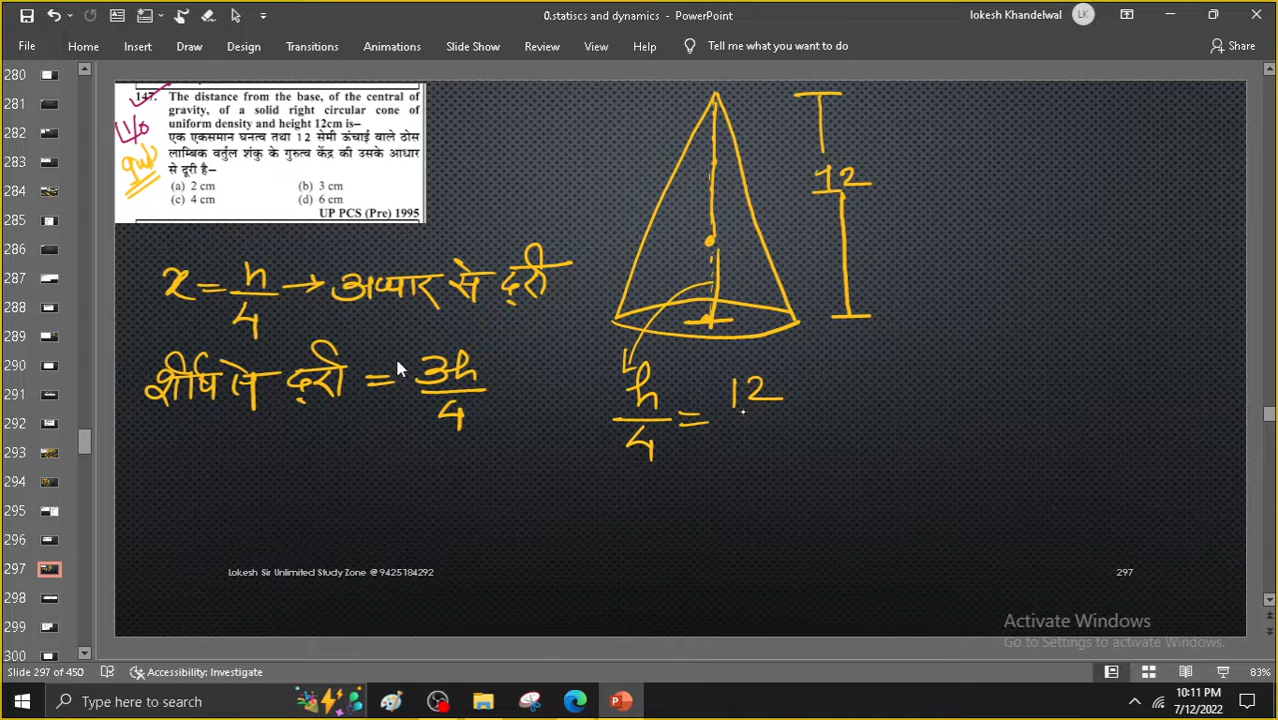 0.statiscs and dynamics - PowerPoint
lokesh Khandelwal
LK
File
Home
Insert
Draw
Design
Transitions
Animations
Slide Show
Review
View
Help
Tell me what you want to do
Share
280
281
282
283
284
285
286
287
288
289
290
291
292
293
294
295
296
297
298
299
300
147. The distance from the base, of the central of
gravity, of a solid right circular cone of
uniform density and height 12cm is–
एक एकसमान घनत्व तथा 12 सेमी ऊंचाई वाले ठोस
लाम्बिक वर्तुल शंकु के गुरुत्व केंद्र की उसके आधार
से दूरी है–
(a) 2 cm
(b) 3 cm
(c) 4 cm
(d) 6 cm
UP PCS (Pre) 1995
12
x = h/4 → आधार से दूरी
शीर्ष से दूरी = 3h/4
h/4 = 12
Lokesh Sir Unlimited Study Zone @ 9425184292
297
Activate Windows
Go to Settings to activate Windows.
Slide 297 of 450
Accessibility: Investigate
83%
Type here to search
10:11 PM
7/12/2022